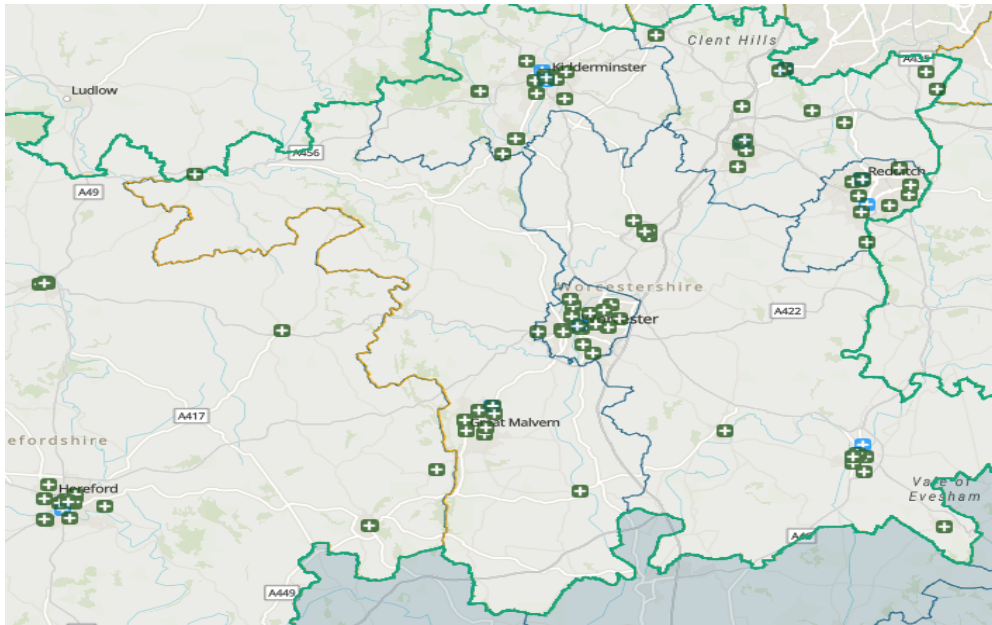 Clent Hills
A435
Kidderminster
Ludlow
A456
Redditch
A49
Worcestershire
A422
Worcester
A417
Great Malvern
efordshire
Hereford
Vale of
Evesham
A449